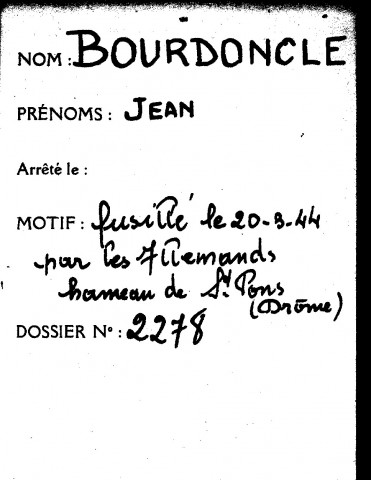 NOM : BOURDONCLE
PRÉNOMS : JEAN
Arrêté le :
MOTIF : fusillé le 20-3-44
par les Allemands
hameau de St Pons
(Drôme)
DOSSIER N° : 2278